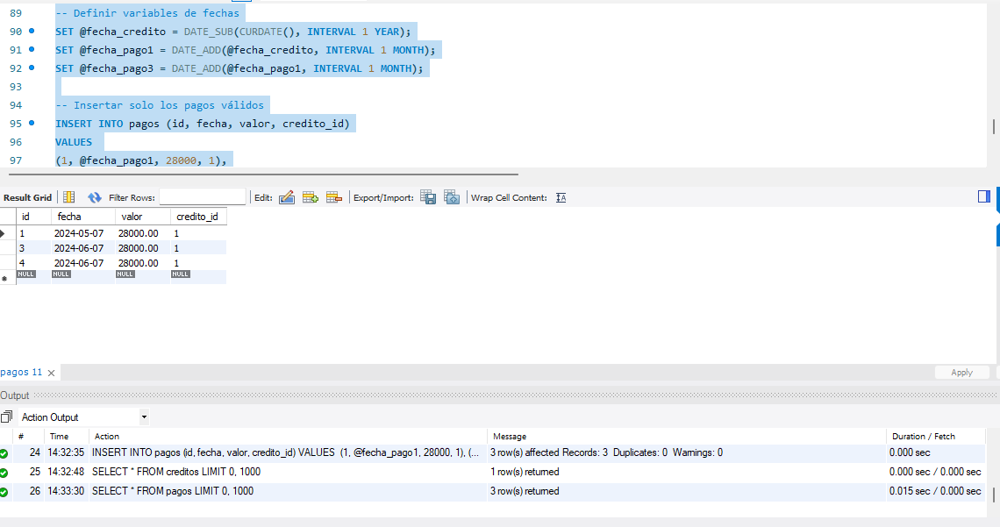 89 -- Definir variables de fechas
90 SET @fecha_credito = DATE_SUB(CURDATE(), INTERVAL 1 YEAR);
91 SET @fecha_pago1 = DATE_ADD(@fecha_credito, INTERVAL 1 MONTH);
92 SET @fecha_pago3 = DATE_ADD(@fecha_pago1, INTERVAL 1 MONTH);
93
94 -- Insertar solo los pagos válidos
95 INSERT INTO pagos (id, fecha, valor, credito_id)
96 VALUES
97 (1, @fecha_pago1, 28000, 1),
Result Grid Filter Rows: Edit: Export/Import: Wrap Cell Content: IA
id fecha valor credito_id
1 2024-05-07 28000.00 1
3 2024-06-07 28000.00 1
4 2024-06-07 28000.00 1
NULL NULL NULL NULL
pagos 11 Apply
Output
Action Output
# Time Action Message Duration / Fetch
24 14:32:35 INSERT INTO pagos (id, fecha, valor, credito_id) VALUES (1, @fecha_pago1, 28000, 1), (... 3 row(s) affected Records: 3 Duplicates: 0 Warnings: 0 0.000 sec
25 14:32:48 SELECT * FROM creditos LIMIT 0, 1000 1 row(s) returned 0.000 sec / 0.000 sec
26 14:33:30 SELECT * FROM pagos LIMIT 0, 1000 3 row(s) returned 0.015 sec / 0.000 sec